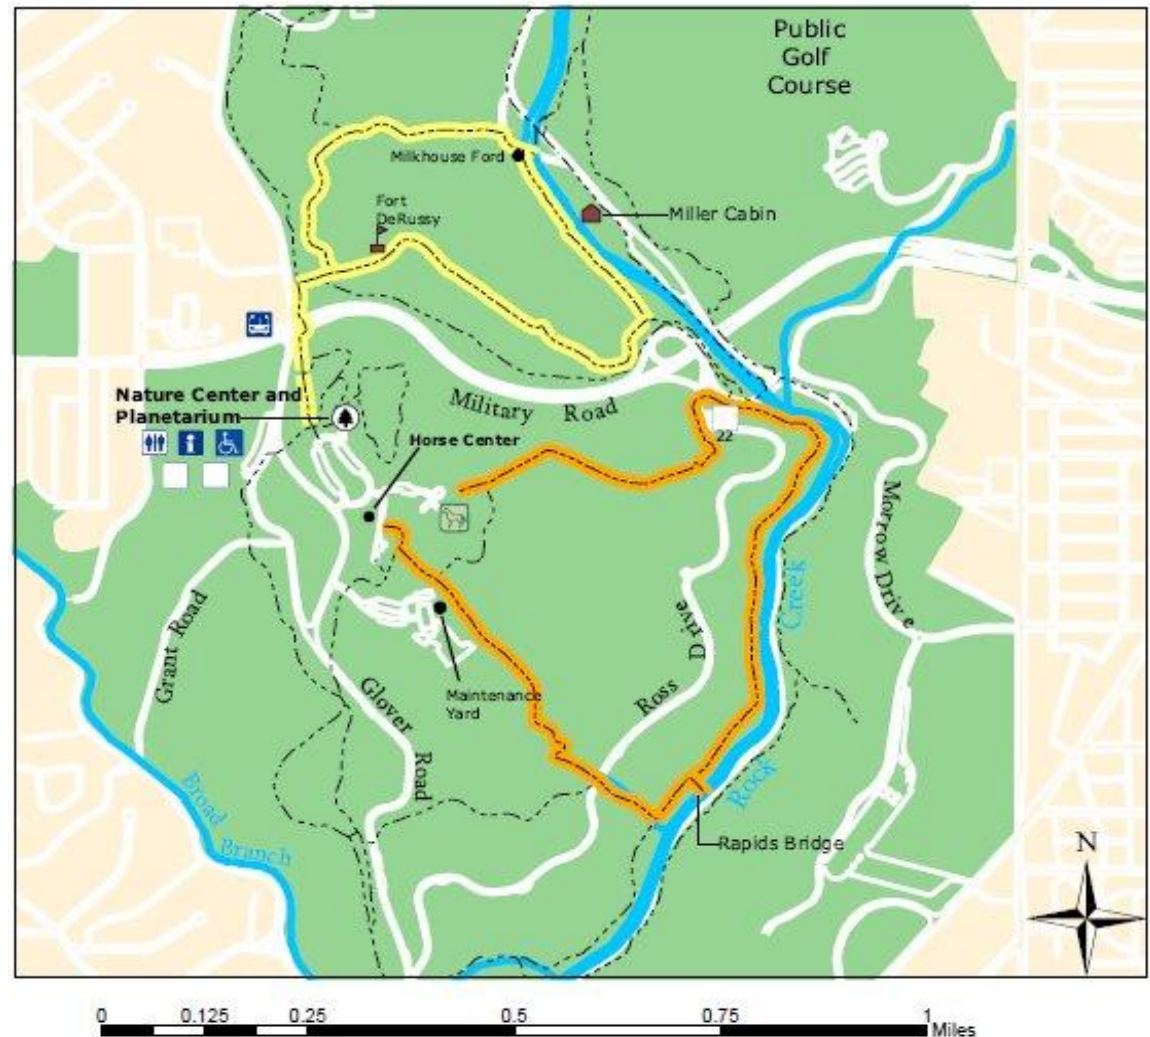 Public
Golf
Course
Milkhouse Ford
Fort
DeRussy
Miller Cabin
Nature Center and
Planetarium
Military Road
Horse Center
22
Morrow Drive
Creek
Grant Road
Ross Drive
Glover Road
Maintenance
Yard
Rock
Broad Branch
Rapids Bridge
N
0 0.125 0.25 0.5 0.75 1
Miles